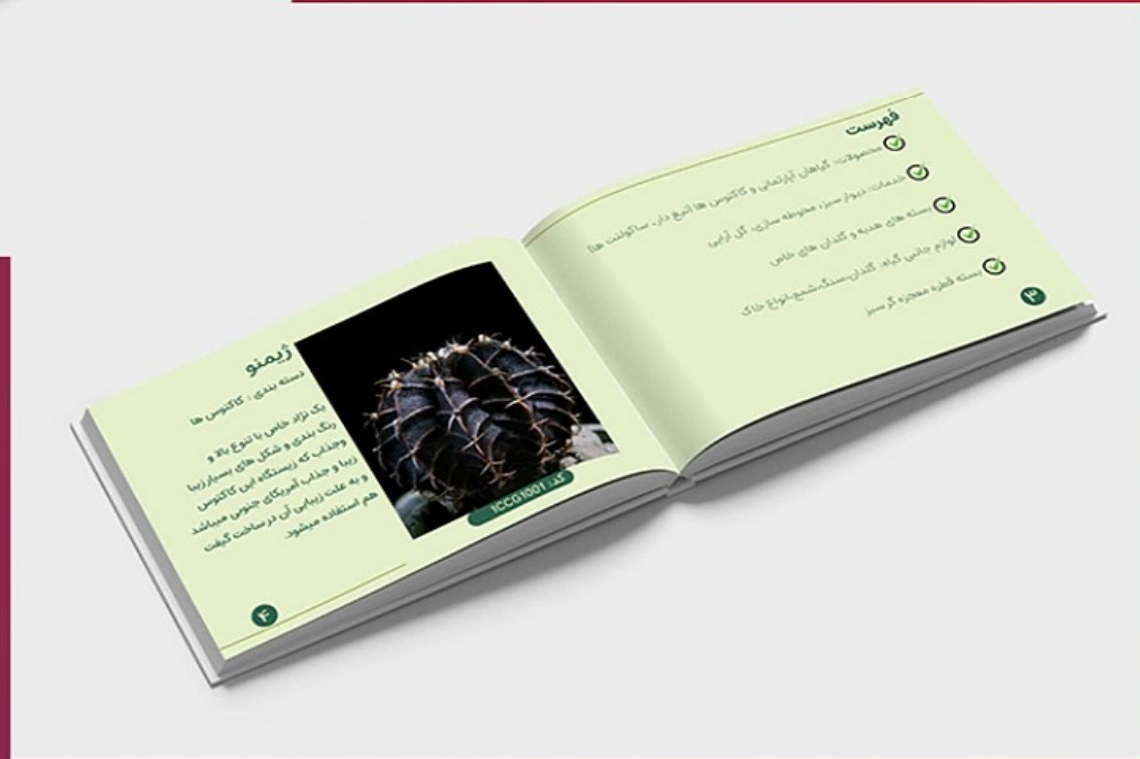 فهرست
محصولات: گیاهان آپارتمانی و کاکتوس ها (تیغ دار، ساکولنت ها)
خدمات: دیوار سبز، محوطه سازی، گل آرایی
بسته های هدیه و گلدان های خاص
لوازم جانبی گیاه: گلدان،سنگ،شمع،انواع خاک
بسته قطره معجزه گر سبز
۳
ژیمنو
دسته بندی : کاکتوس ها
یک نژاد خاص با تنوع بالا و
رنگ بندی و شکل های بسیار زیبا
وجذاب که زیستگاه این کاکتوس
زیبا و جذاب آمریکای جنوبی میباشد
و به علت زیبایی آن در ساخت گیفت
هم استفاده میشود.
کد: 1CCG1001
۴